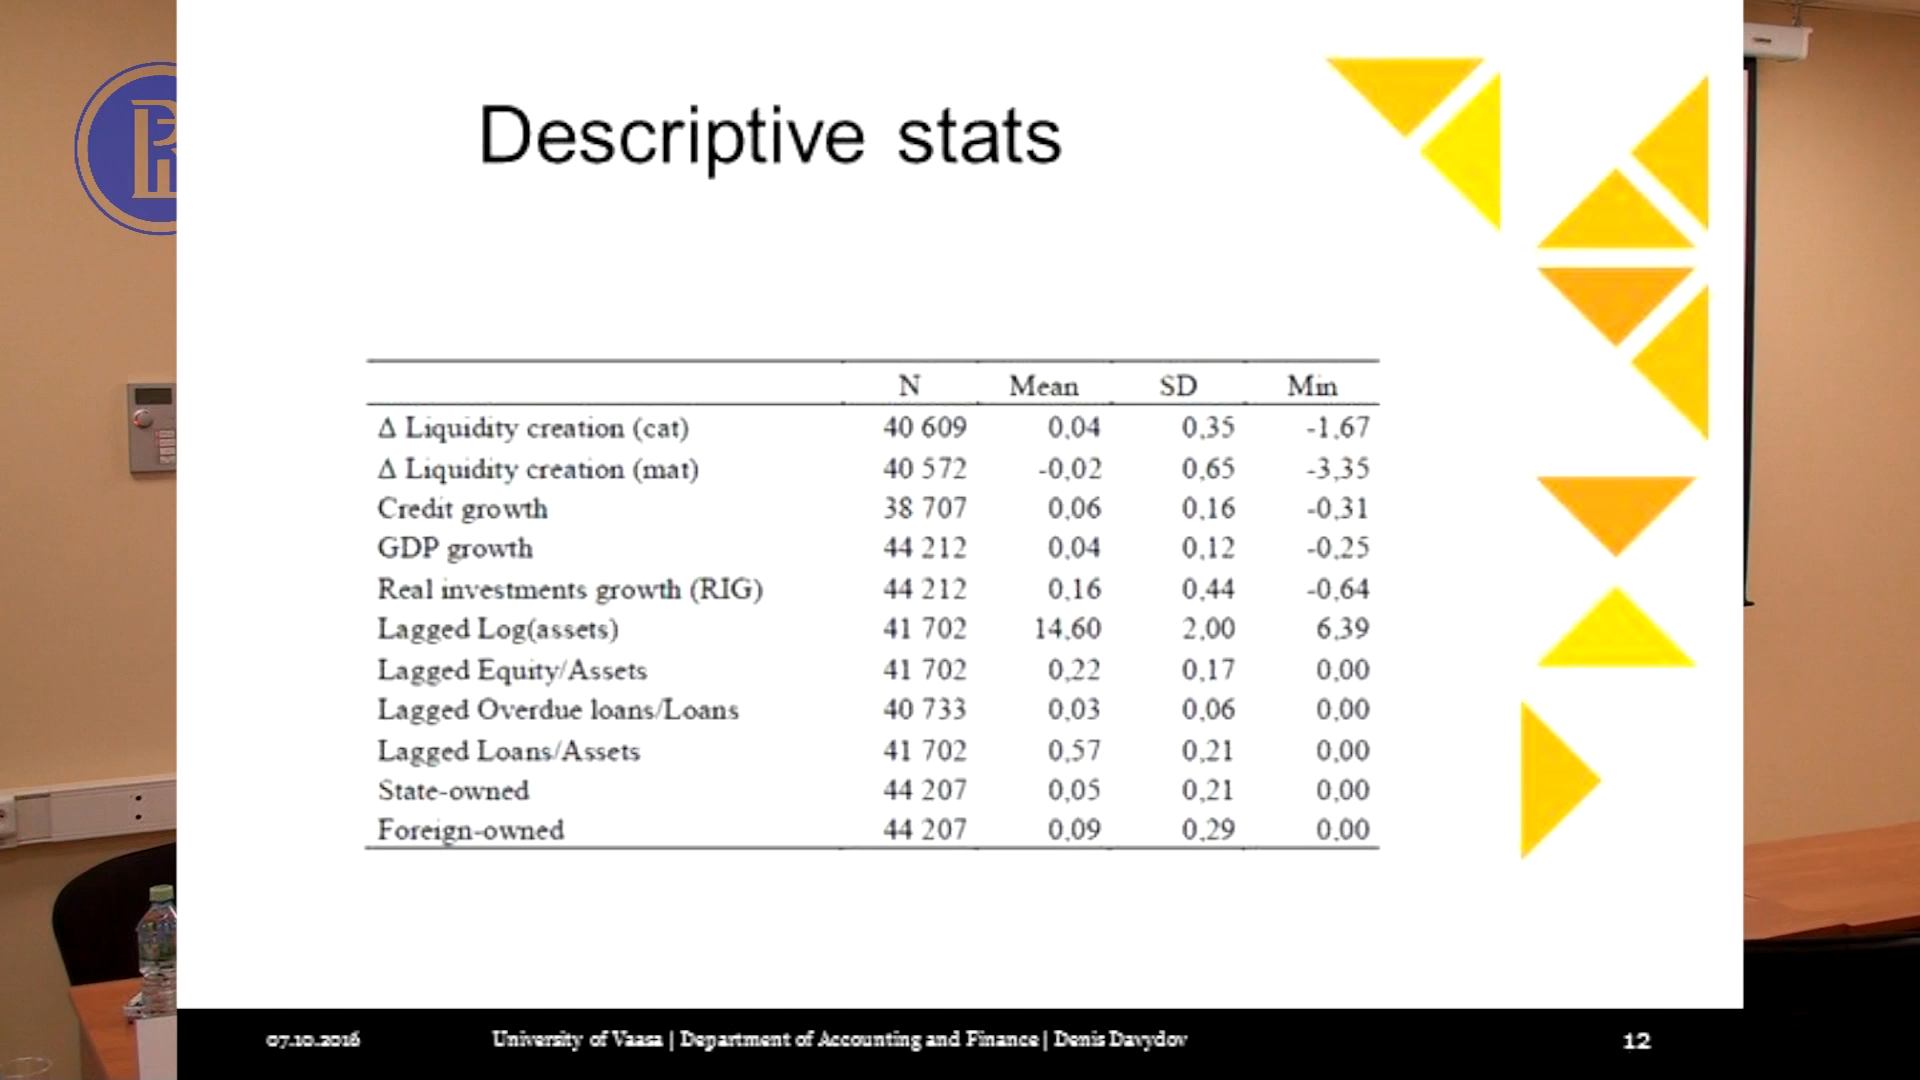 Descriptive stats
N Mean SD Min
Δ Liquidity creation (cat) 40 609 0,04 0,35 -1,67
Δ Liquidity creation (mat) 40 572 -0,02 0,65 -3,35
Credit growth 38 707 0,06 0,16 -0,31
GDP growth 44 212 0,04 0,12 -0,25
Real investments growth (RIG) 44 212 0,16 0,44 -0,64
Lagged Log(assets) 41 702 14,60 2,00 6,39
Lagged Equity/Assets 41 702 0,22 0,17 0,00
Lagged Overdue loans/Loans 40 733 0,03 0,06 0,00
Lagged Loans/Assets 41 702 0,57 0,21 0,00
State-owned 44 207 0,05 0,21 0,00
Foreign-owned 44 207 0,09 0,29 0,00
07.10.2016 University of Vaasa | Department of Accounting and Finance | Denis Davydov 12